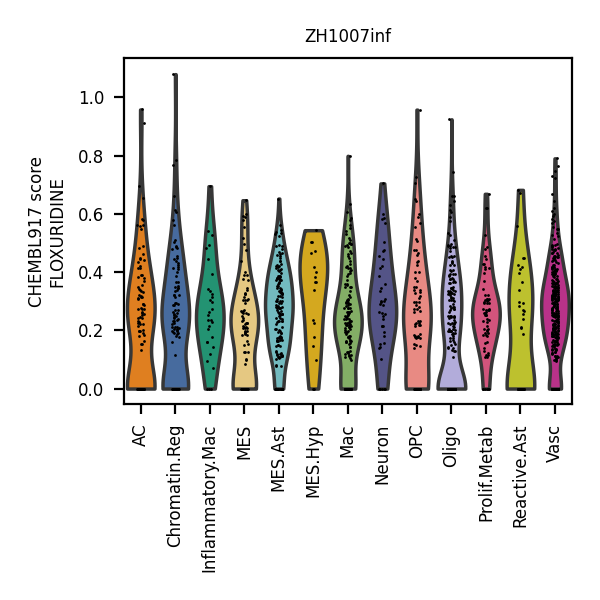 ZH1007inf
CHEMBL917 score
FLOXURIDINE
1.0
0.8
0.6
0.4
0.2
0.0
AC
Chromatin.Reg
Inflammatory.Mac
MES
MES.Ast
MES.Hyp
Mac
Neuron
OPC
Oligo
Prolif.Metab
Reactive.Ast
Vasc